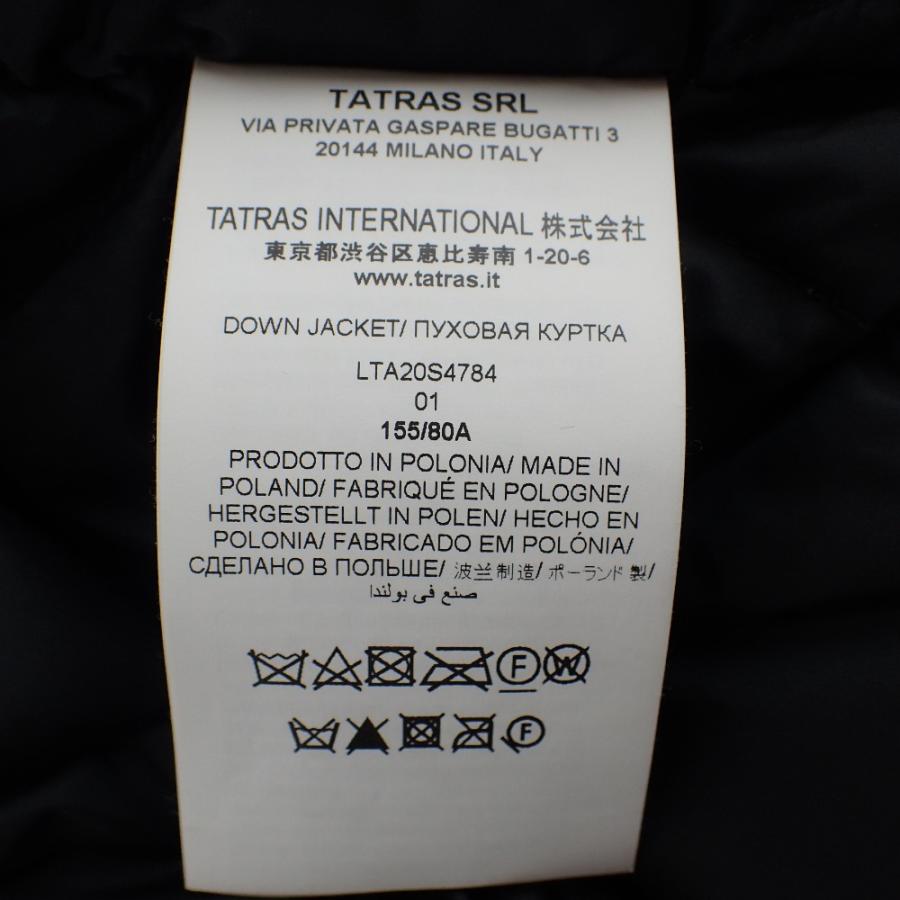 TATRAS SRL
VIA PRIVATA GASPARE BUGATTI 3
20144 MILANO ITALY
TATRAS INTERNATIONAL 株式会社
東京都渋谷区恵比寿南 1-20-6
www.tatras.it
DOWN JACKET/ ПУХОВАЯ КУРТКА
LTA20S4784
01
155/80A
PRODOTTO IN POLONIA/ MADE IN
POLAND/ FABRIQUÉ EN POLOGNE/
HERGESTELLT IN POLEN/ HECHO EN
POLONIA/ FABRICADO EM POLÓNIA/
СДЕЛАНО В ПОЛЬШЕ/ 波兰制造/ ポーランド製/
صنع في بولندا
F W
F